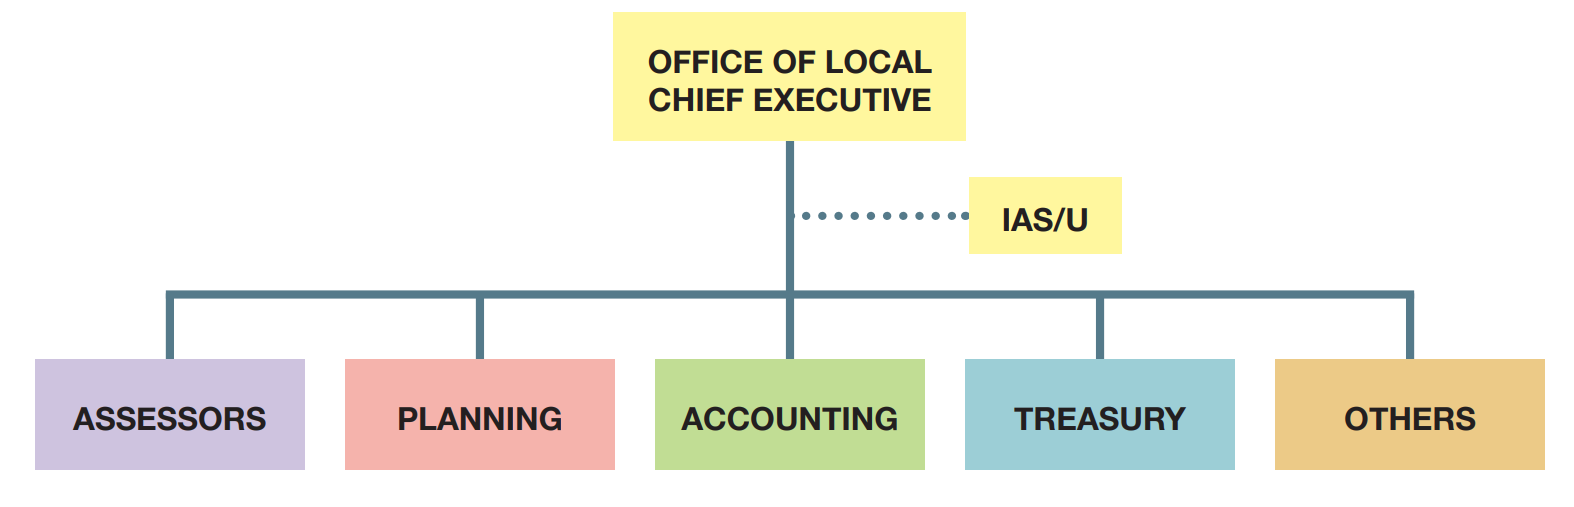 OFFICE OF LOCAL
CHIEF EXECUTIVE
IAS/U
ASSESSORS
PLANNING
ACCOUNTING
TREASURY
OTHERS